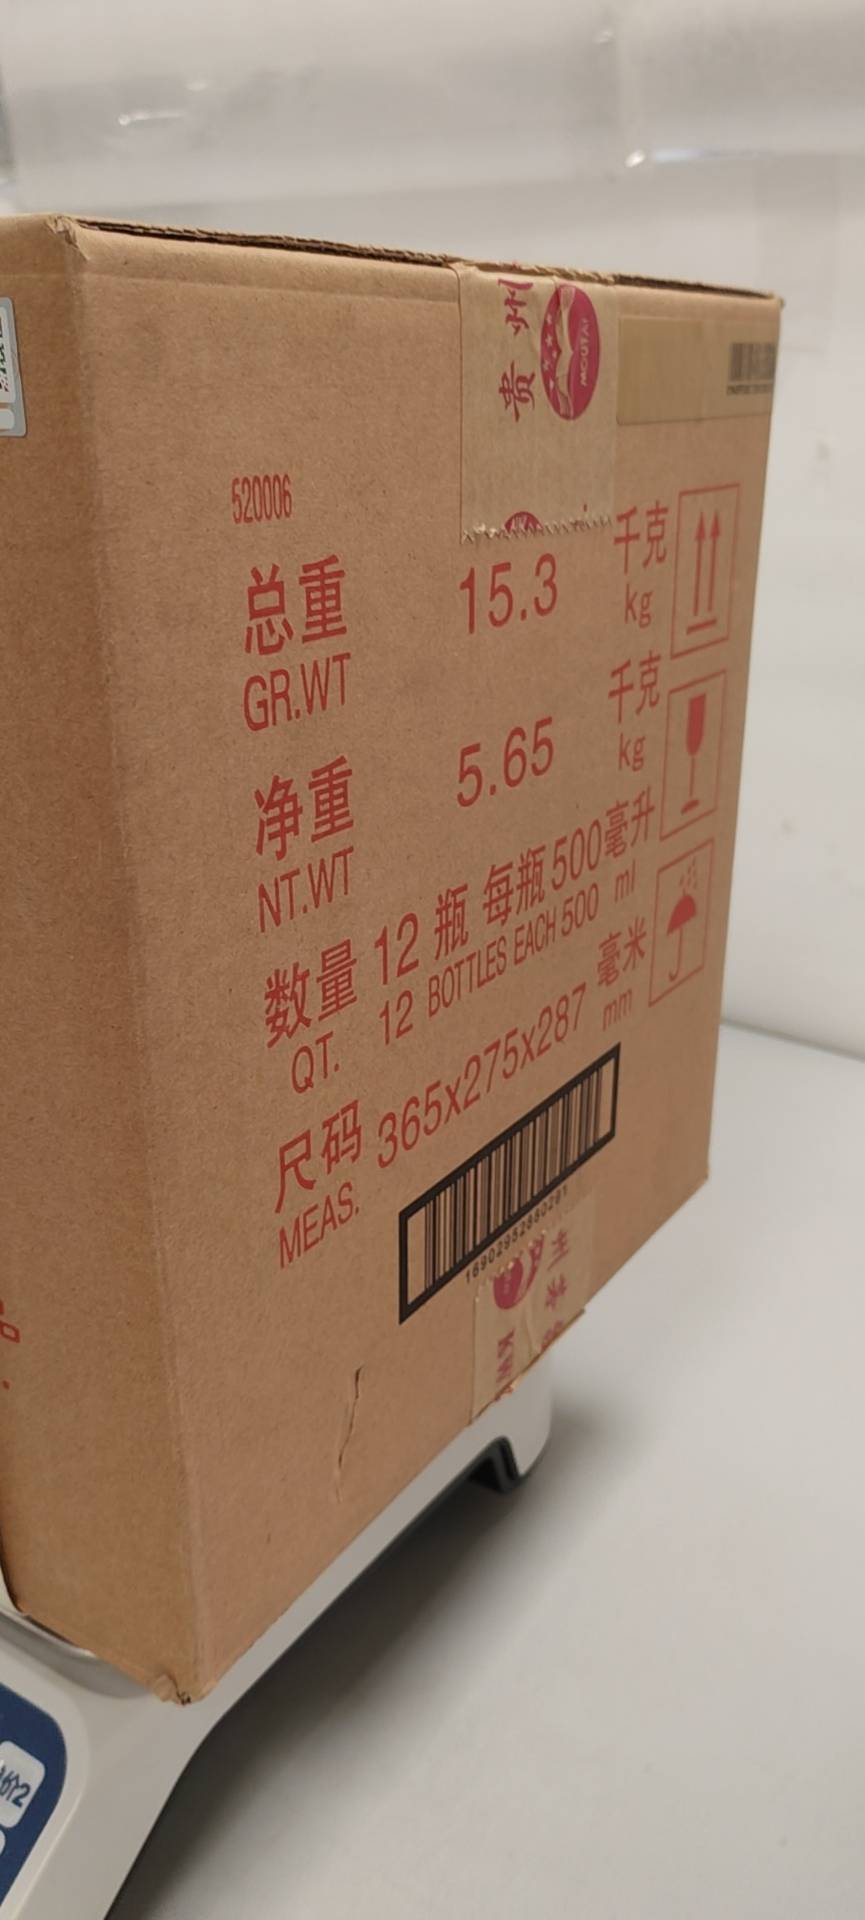 贵州
MOUTAI
520006
总重 15.3 千克
GR.WT kg
净重 5.65 千克
NT.WT kg
数量 12 瓶 每瓶 500 毫升
QT. 12 BOTTLES EACH 500 ml
尺码 365x275x287 毫米
MEAS. mm